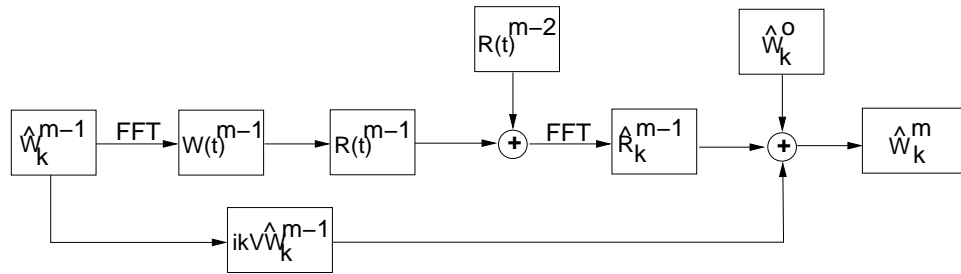 R(t)^{m-2}
Ŵ_k^o
Ŵ_k^{m-1}
FFT
W(t)^{m-1}
R(t)^{m-1}
+
FFT
R̂_k^{m-1}
+
Ŵ_k^m
ikVŴ_k^{m-1}